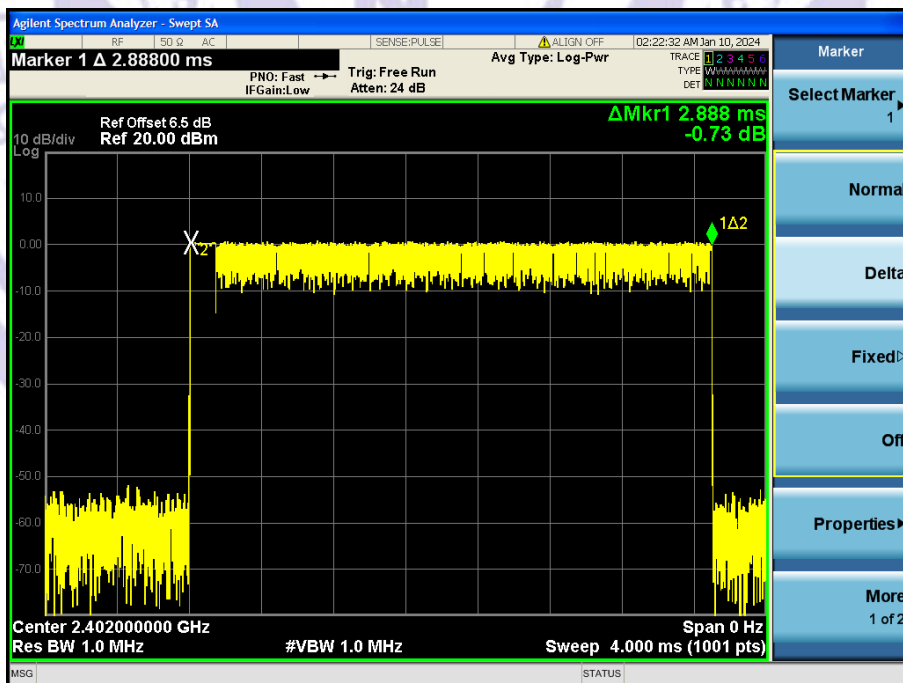 Agilent Spectrum Analyzer - Swept SA
LXI RF 50 Ω AC SENSE:PULSE ALIGN OFF 02:22:32 AM Jan 10, 2024
Marker 1 Δ 2.88800 ms
PNO: Fast
IFGain:Low
Trig: Free Run
Atten: 24 dB
Avg Type: Log-Pwr
TRACE 1 2 3 4 5 6
TYPE WWWWWW
DET N N N N N N
ΔMkr1 2.888 ms
-0.73 dB
Ref Offset 6.5 dB
10 dB/div Ref 20.00 dBm
Log
10.0
0.00
-10.0
-20.0
-30.0
-40.0
-50.0
-60.0
-70.0
2
1Δ2
Center 2.402000000 GHz Span 0 Hz
Res BW 1.0 MHz #VBW 1.0 MHz Sweep 4.000 ms (1001 pts)
MSG STATUS
Marker
Select Marker
1
Normal
Delta
Fixed
Off
Properties
More
1 of 2